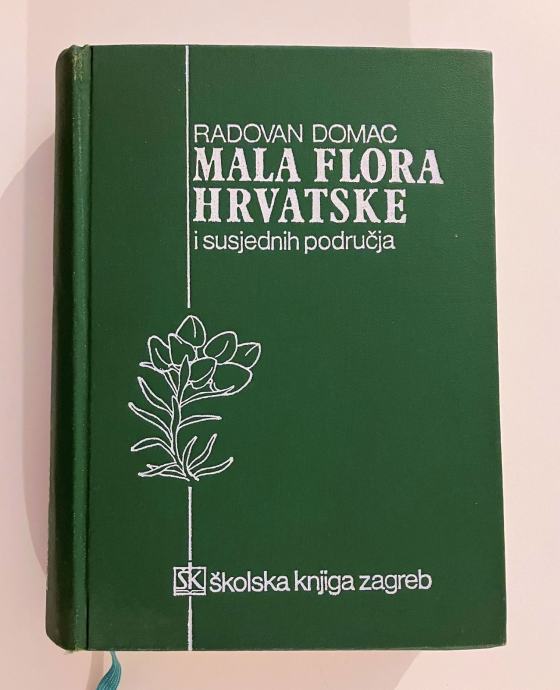 RADOVAN DOMAC
MALA FLORA
HRVATSKE
i susjednih područja
ŠK školska knjiga zagreb